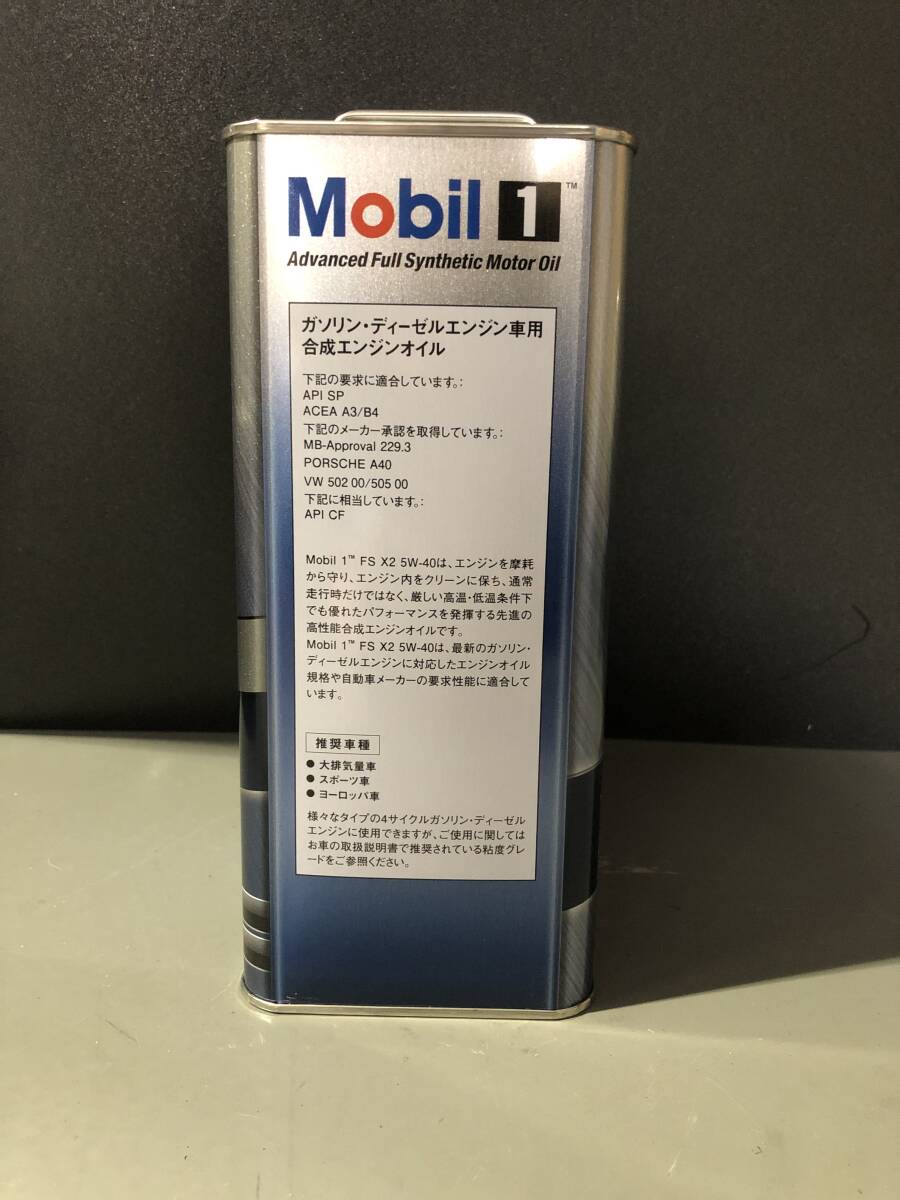 Mobil 1™
Advanced Full Synthetic Motor Oil
ガソリン・ディーゼルエンジン車用
合成エンジンオイル
下記の要求に適合しています。:
API SP
ACEA A3/B4
下記のメーカー承認を取得しています。:
MB-Approval 229.3
PORSCHE A40
VW 502 00/505 00
下記に相当しています。:
API CF
Mobil 1™ FS X2 5W-40は、エンジンを摩耗
から守り、エンジン内をクリーンに保ち、通常
走行時だけではなく、厳しい高温・低温条件下
でも優れたパフォーマンスを発揮する先進の
高性能合成エンジンオイルです。
Mobil 1™ FS X2 5W-40は、最新のガソリン・
ディーゼルエンジンに対応したエンジンオイル
規格や自動車メーカーの要求性能に適合して
います。
推奨車種
● 大排気量車
● スポーツ車
● ヨーロッパ車
様々なタイプの4サイクルガソリン・ディーゼル
エンジンに使用できますが、ご使用に関しては
お車の取扱説明書で推奨されている粘度グレ
ードをご参照ください。